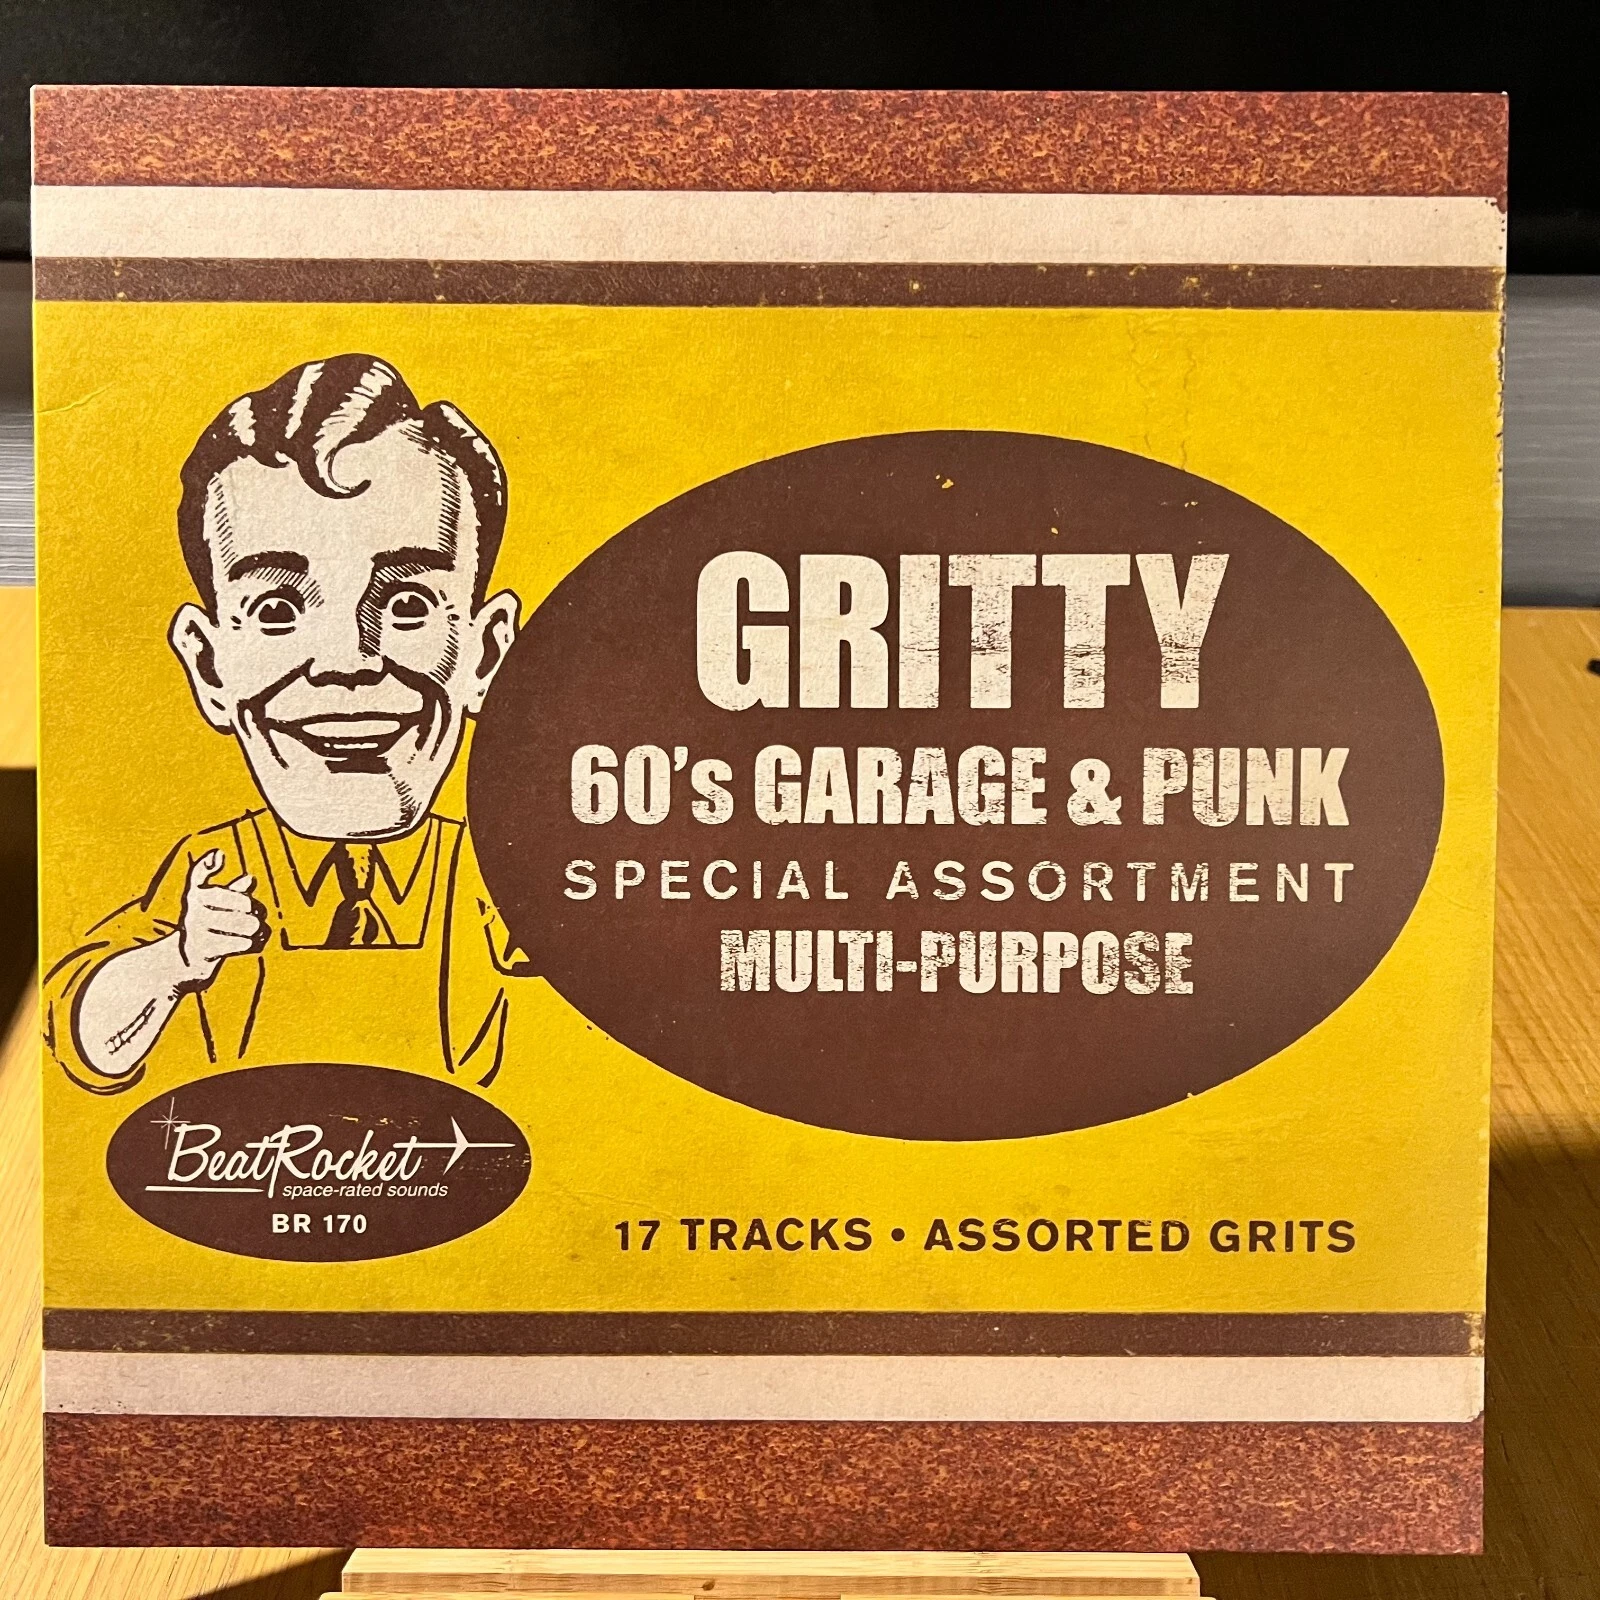 GRITTY
60's GARAGE & PUNK
SPECIAL ASSORTMENT
MULTI-PURPOSE
BeatRocket
space-rated sounds
BR 170
17 TRACKS • ASSORTED GRITS